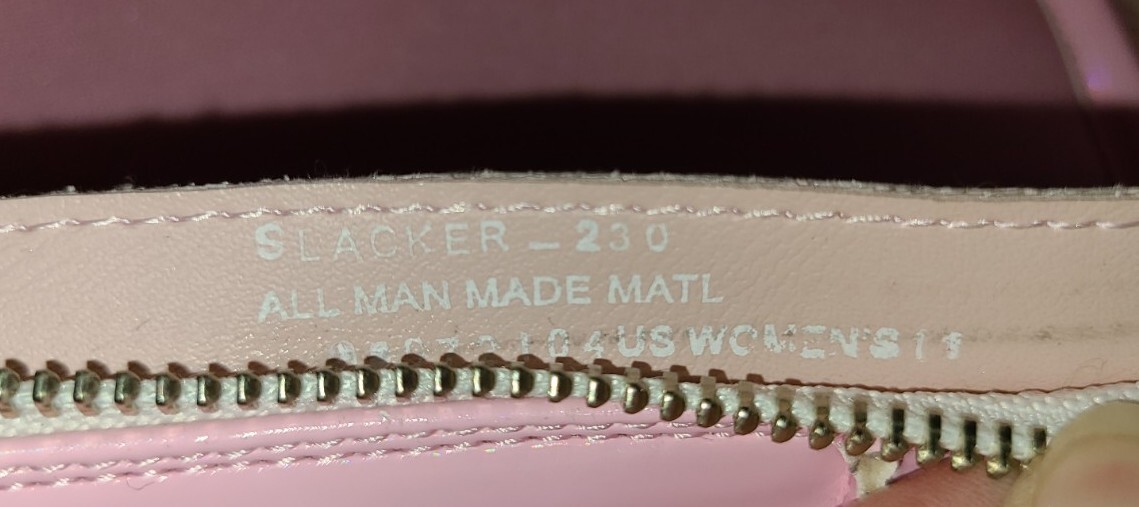 SLACKER - 230
ALL MAN MADE MATL
US WOMEN'S 11